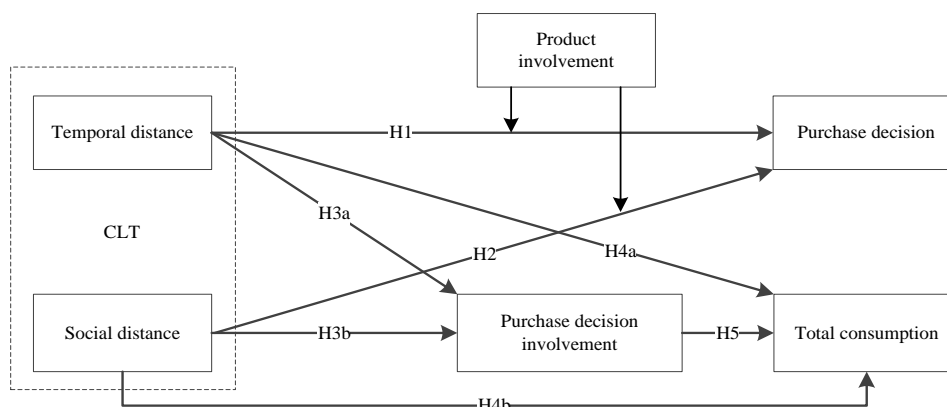 Product
involvement
Temporal distance
H1
Purchase decision
H3a
CLT
H2
H4a
Social distance
H3b
Purchase decision
involvement
H5
Total consumption
H4b